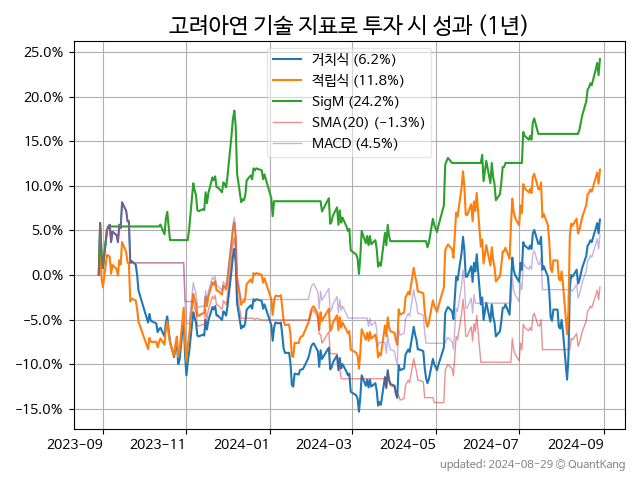 고려아연 기술 지표로 투자 시 성과 (1년)
25.0%
20.0%
15.0%
10.0%
5.0%
0.0%
−5.0%
−10.0%
−15.0%
거치식 (6.2%)
적립식 (11.8%)
SigM (24.2%)
SMA(20) (−1.3%)
MACD (4.5%)
2023-09 2023-11 2024-01 2024-03 2024-05 2024-07 2024-09
updated: 2024-08-29 © QuantKang